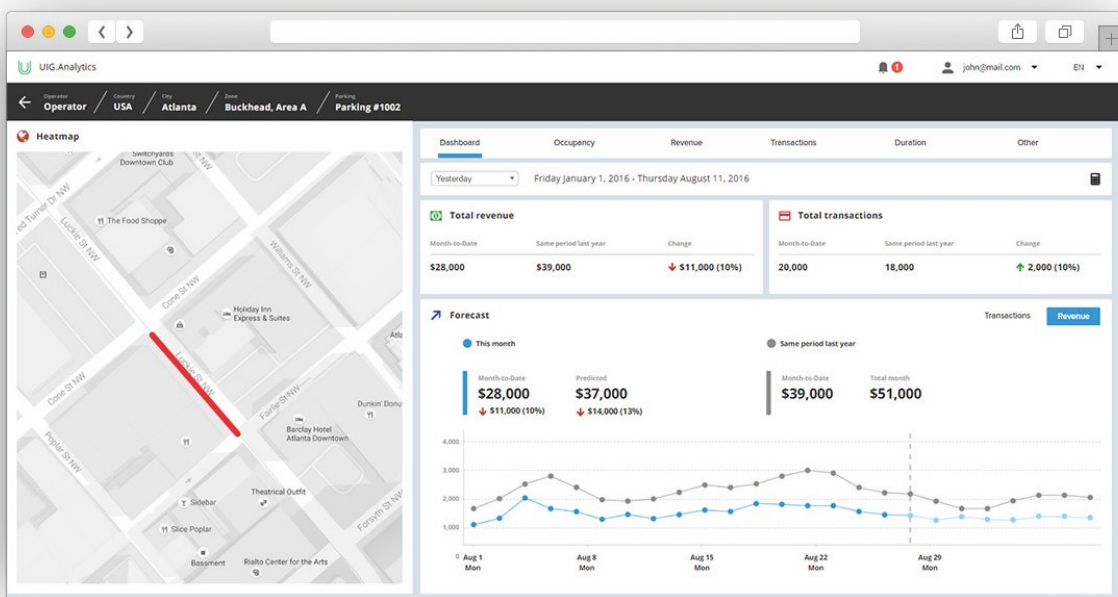 UIG.Analytics
1
john@mail.com
EN
Operator
Operator
Country
USA
City
Atlanta
Zone
Buckhead, Area A
Parking
Parking #1002
Heatmap
Switchyards
Downtown Club
ed Turner Dr NW
Luckie St NW
The Food Shoppe
Williams St NW
Cone St NW
Holiday Inn
Express & Suites
Atla
Luckie St NW
Cone St NW
Fairlie St NW
Dunkin' Donu
Barclay Hotel
Atlanta Downtown
Poplar St NW
Theatrical Outfit
Sidebar
Slice Poplar
Forsyth St NW
Bassment
Rialto Center for the Arts
Dashboard
Occupancy
Revenue
Transactions
Duration
Other
Yesterday
Friday January 1, 2016 - Thursday August 11, 2016
Total revenue
Month-to-Date
Same period last year
Change
$28,000
$39,000
$11,000 (10%)
Total transactions
Month-to-Date
Same period last year
Change
20,000
18,000
2,000 (10%)
Forecast
Transactions
Revenue
This month
Month-to-Date
$28,000
$11,000 (10%)
Predicted
$37,000
$14,000 (13%)
Same period last year
Month-to-Date
$39,000
Total month
$51,000
4,000
3,000
2,000
1,000
0
Aug 1
Mon
Aug 8
Mon
Aug 15
Mon
Aug 22
Mon
Aug 29
Mon